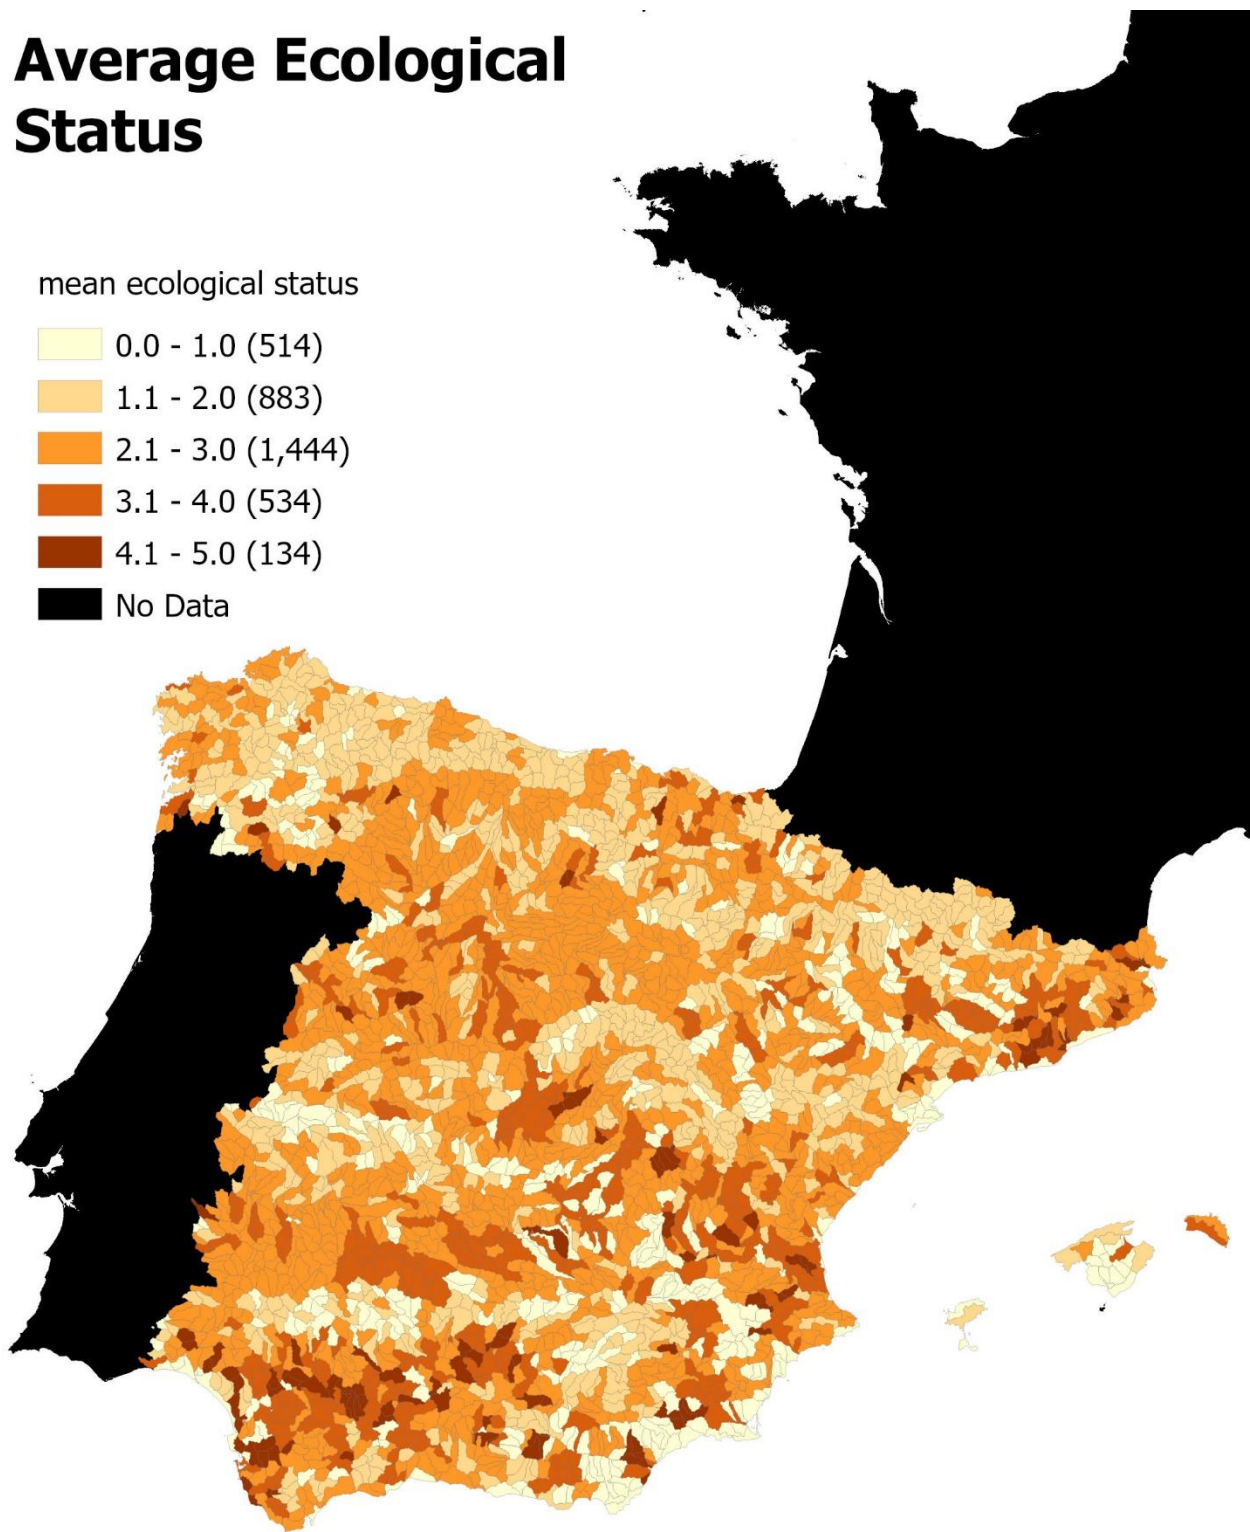 Average Ecological
Status
mean ecological status
0.0 - 1.0 (514)
1.1 - 2.0 (883)
2.1 - 3.0 (1,444)
3.1 - 4.0 (534)
4.1 - 5.0 (134)
No Data